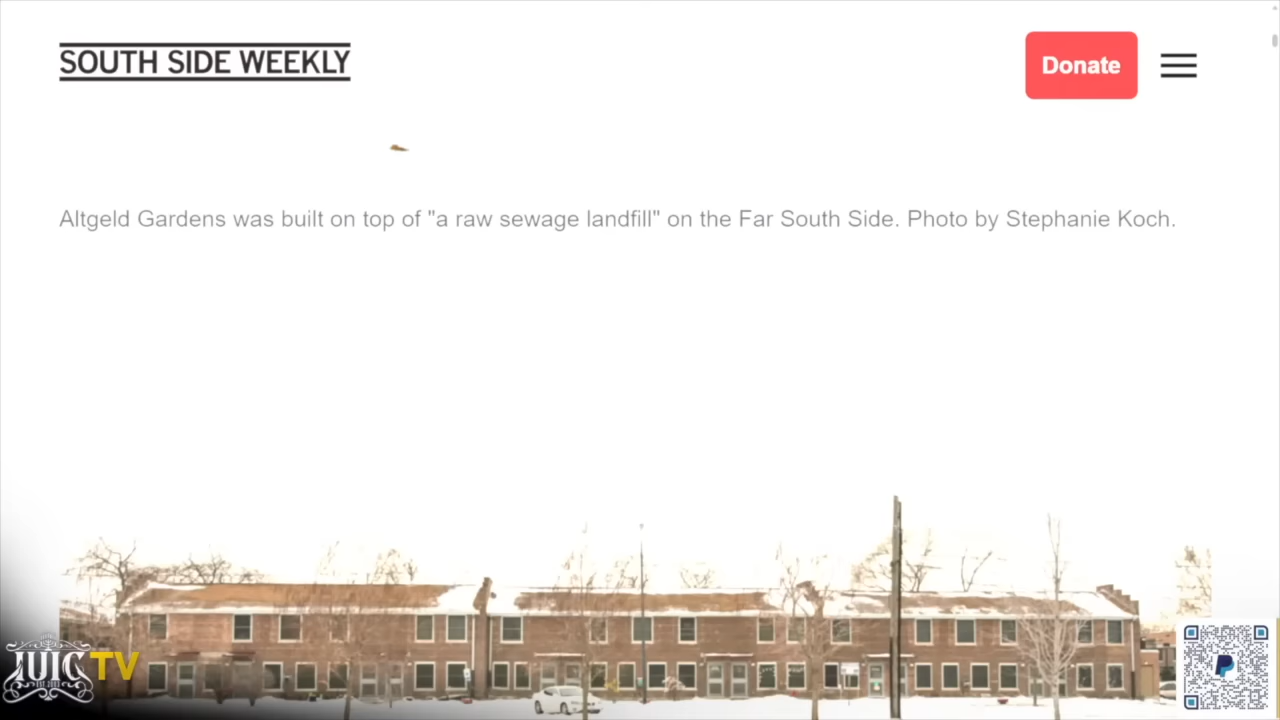 SOUTH SIDE WEEKLY
Donate
Altgeld Gardens was built on top of "a raw sewage landfill" on the Far South Side. Photo by Stephanie Koch.
IUIC TV